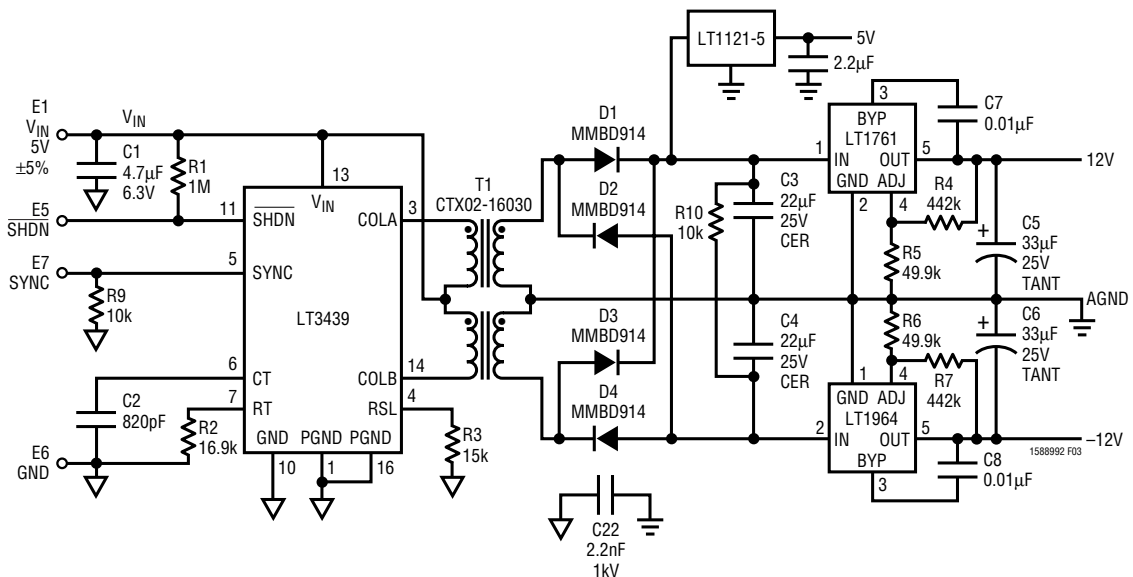 LT1121-5
5V
2.2µF
E1
V_IN
5V
±5%
V_IN
C1
4.7µF
6.3V
R1
1M
E5
SHDN
E7
SYNC
R9
10k
C2
820pF
R2
16.9k
E6
GND
13
V_IN
11
SHDN
5
SYNC
LT3439
6
CT
7
RT
COLA
3
COLB
14
RSL
4
GND
PGND
PGND
10
1
16
R3
15k
T1
CTX02-16030
D1
MMBD914
D2
MMBD914
D3
MMBD914
D4
MMBD914
C22
2.2nF
1kV
R10
10k
C3
22µF
25V
CER
C4
22µF
25V
CER
3
BYP
LT1761
1
IN
OUT
5
GND
ADJ
2
4
C7
0.01µF
12V
R4
442k
R5
49.9k
+
C5
33µF
25V
TANT
AGND
R6
49.9k
R7
442k
+
C6
33µF
25V
TANT
1
4
GND
ADJ
LT1964
2
IN
OUT
5
BYP
3
C8
0.01µF
–12V
1588992 F03